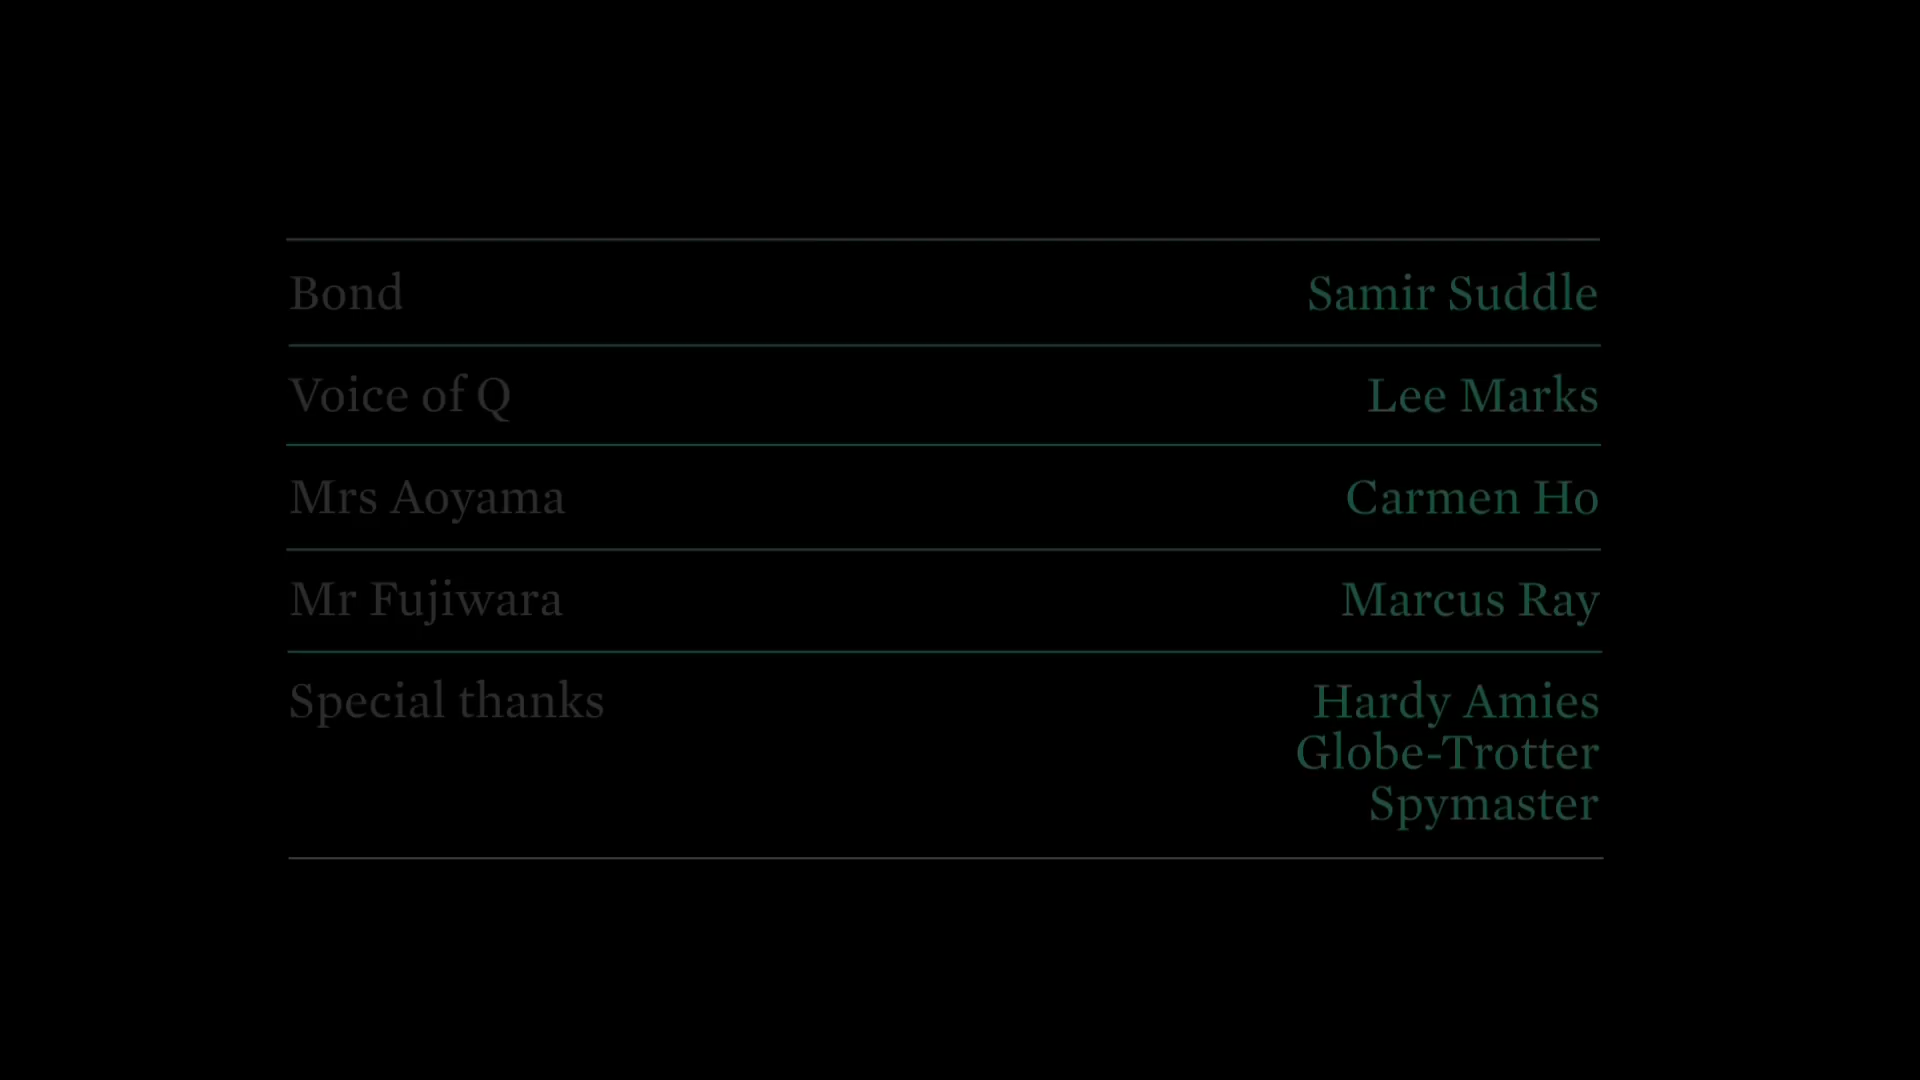 Bond Samir Suddle
Voice of Q Lee Marks
Mrs Aoyama Carmen Ho
Mr Fujiwara Marcus Ray
Special thanks Hardy Amies
Globe-Trotter
Spymaster